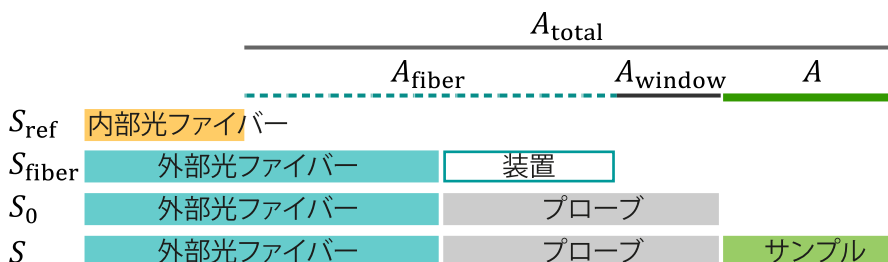 A_total
A_fiber A_window A
S_ref 内部光ファイバー
S_fiber 外部光ファイバー 装置
S_0 外部光ファイバー プローブ
S 外部光ファイバー プローブ サンプル